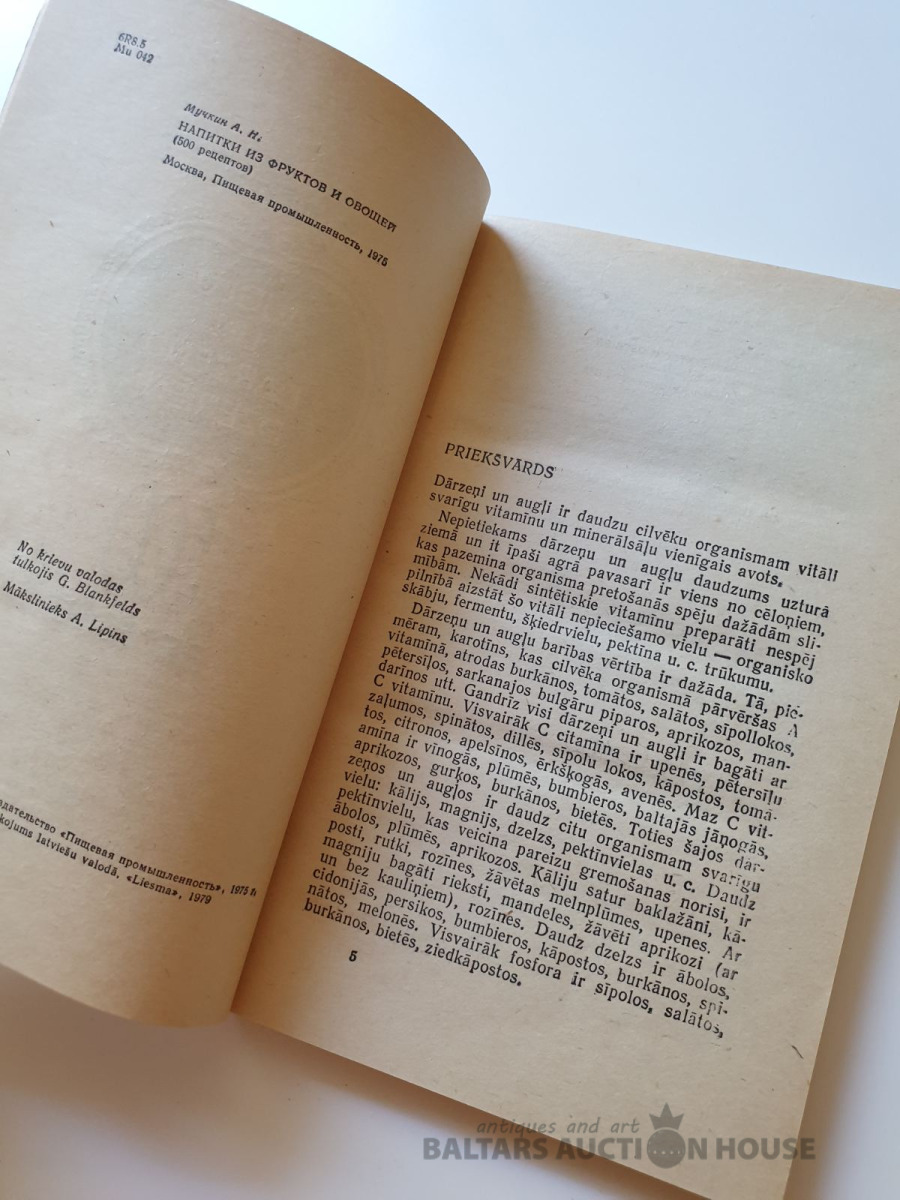 6R8.5
Mu 042
Мучкин А. Н.
НАПИТКИ ИЗ ФРУКТОВ И ОВОЩЕЙ
(500 рецептов)
Москва, Пищевая промышленность, 1975
No krievu valodas
tulkojis G. Blankfelds
Mākslinieks A. Lipins
«Пищевая промышленность», 1975 г.
latviešu valodā, «Liesma», 1979
PRIEKŠVĀRDS
Dārzeņi un augļi ir daudzu cilvēku organismam vitāli
svarīgu vitamīnu un minerālsāļu vienīgais avots.
Nepietiekams dārzeņu un augļu daudzums uzturā
ziemā un it īpaši agrā pavasarī ir viens no cēloņiem,
kas pazemina organisma pretošanās spēju dažādām sli-
mībām. Nekādi sintētiskie vitamīnu preparāti nespēj
pilnībā aizstāt šo vitāli nepieciešamo vielu — organisko
skābju, fermentu, šķiedrvielu, pektīna u. c. trūkumu.
Dārzeņu un augļu barības vērtība ir dažāda. Tā, pie-
mēram, karotīns, kas cilvēka organismā pārvēršas A
vitamīnā, atrodas burkānos, tomātos, salātos, sīpollokos,
pētersīļos, sarkanajos bulgāru piparos, aprikozos, man-
darīnos utt. Gandrīz visi dārzeņi un augļi ir bagāti ar
C vitamīnu. Visvairāk C citamīna ir upenēs, pētersīļu
zaļumos, spinātos, dillēs, sīpolu lokos, kāpostos, tomā-
tos, citronos, apelsīnos, ērkšķogās, avenēs. Maz C vit-
amīna ir vīnogās, plūmēs, bumbieros, baltajās jāņogās,
aprikozos, gurķos, burkānos, bietēs. Toties šajos dār-
zeņos un augļos ir daudz citu organismam svarīgu
vielu: kālijs, magnijs, dzelzs, pektīnvielas u. c. Daudz
pektīnvielu, kas veicina pareizu gremošanas norisi, ir
ābolos, plūmēs, aprikozos. Kāliju satur baklažāni, kā-
posti, rutki, rozīnes, žāvētas melnplūmes, upenes. Ar
magniju bagāti rieksti, mandeles, žāvēti aprikozi (ar
un bez kauliņiem), rozīnes. Daudz dzelzs ir ābolos,
cidonijās, persikos, bumbieros, kāpostos, burkānos, spi-
nātos, melonēs. Visvairāk fosfora ir sīpolos, salātos,
burkānos, bietēs, ziedkāpostos.
5
antiques and art
BALTARS AUCTION HOUSE